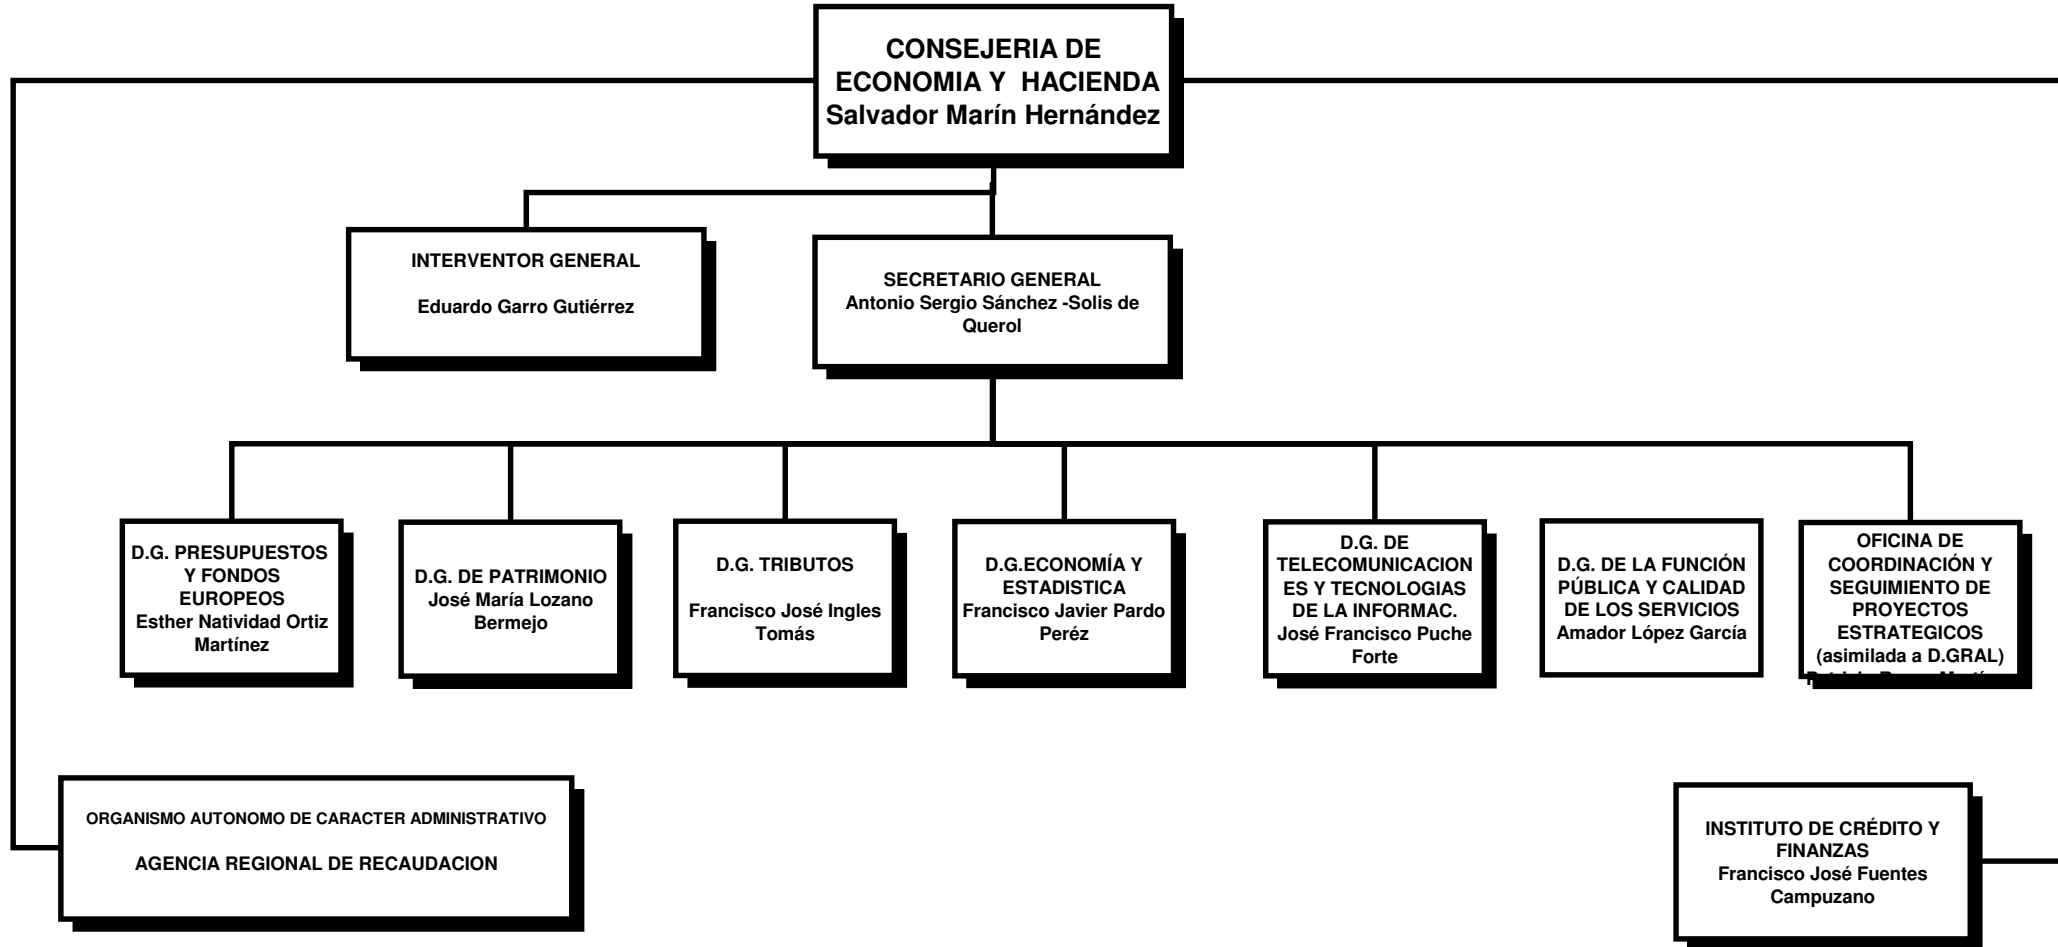 CONSEJERIA DE
ECONOMIA Y HACIENDA
Salvador Marín Hernández
INTERVENTOR GENERAL
Eduardo Garro Gutiérrez
SECRETARIO GENERAL
Antonio Sergio Sánchez -Solis de
Querol
D.G. PRESUPUESTOS
Y FONDOS
EUROPEOS
Esther Natividad Ortiz
Martínez
D.G. DE PATRIMONIO
José María Lozano
Bermejo
D.G. TRIBUTOS
Francisco José Ingles
Tomás
D.G.ECONOMÍA Y
ESTADISTICA
Francisco Javier Pardo
Peréz
D.G. DE
TELECOMUNICACION
ES Y TECNOLOGIAS
DE LA INFORMAC.
José Francisco Puche
Forte
D.G. DE LA FUNCIÓN
PÚBLICA Y CALIDAD
DE LOS SERVICIOS
Amador López García
OFICINA DE
COORDINACIÓN Y
SEGUIMIENTO DE
PROYECTOS
ESTRATEGICOS
(asimilada a D.GRAL)
ORGANISMO AUTONOMO DE CARACTER ADMINISTRATIVO
AGENCIA REGIONAL DE RECAUDACION
INSTITUTO DE CRÉDITO Y
FINANZAS
Francisco José Fuentes
Campuzano